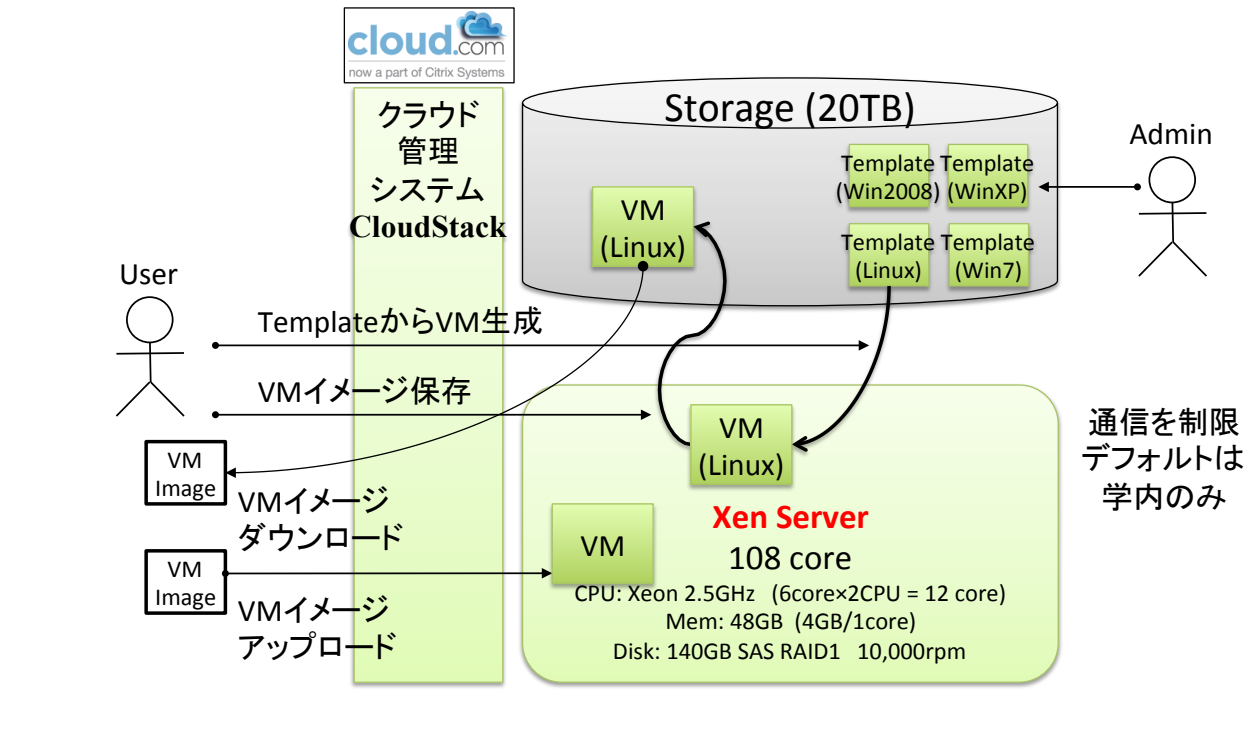 cloud.com
now a part of Citrix Systems
クラウド
管理
システム
CloudStack
Storage (20TB)
Template
(Win2008)
Template
(WinXP)
Template
(Linux)
Template
(Win7)
VM
(Linux)
Admin
User
TemplateからVM生成
VMイメージ保存
VM
Image
VMイメージ
ダウンロード
VM
Image
VMイメージ
アップロード
VM
(Linux)
VM
Xen Server
108 core
CPU: Xeon 2.5GHz (6core×2CPU = 12 core)
Mem: 48GB (4GB/1core)
Disk: 140GB SAS RAID1 10,000rpm
通信を制限
デフォルトは
学内のみ